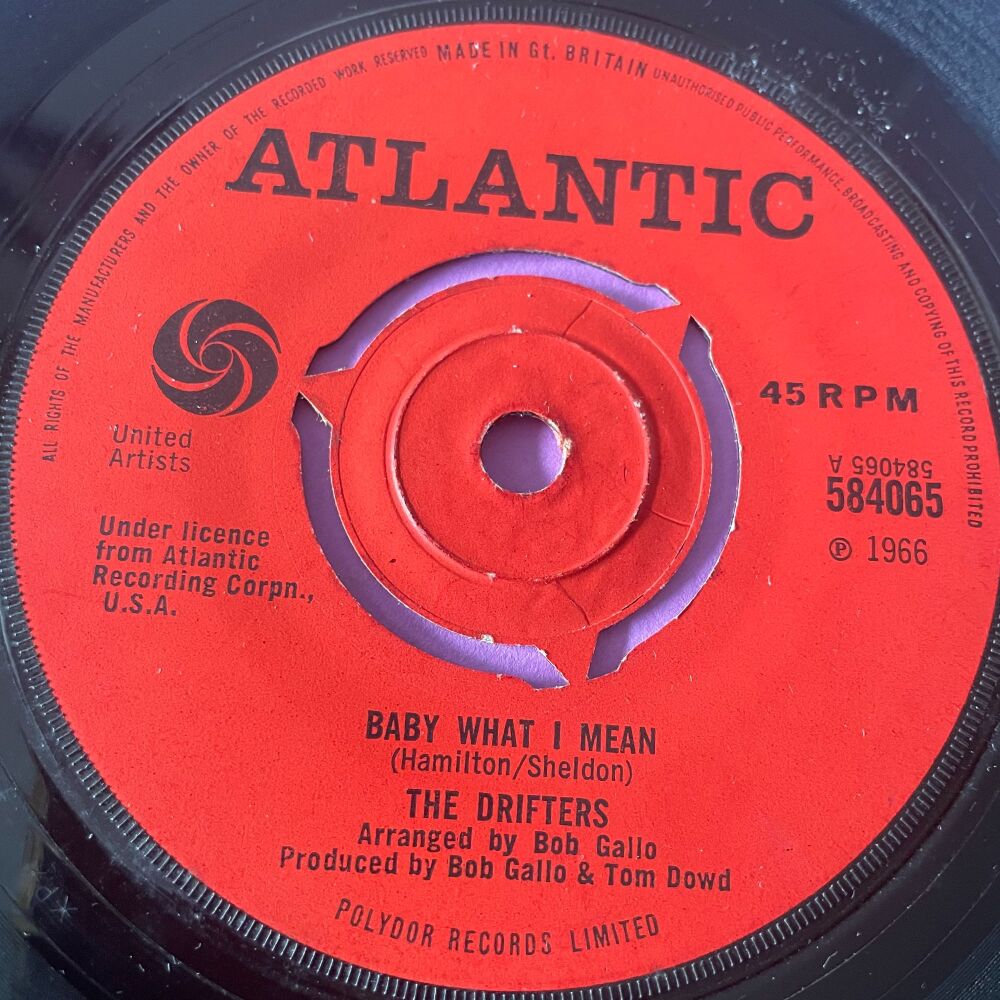 ALL RIGHTS OF THE MANUFACTURERS AND THE OWNER OF THE RECORDED WORK RESERVED MADE IN Gt. BRITAIN UNAUTHORISED PUBLIC PERFORMANCE BROADCASTING AND COPYING OF THIS RECORD PROHIBITED
ATLANTIC
45 RPM
United
Artists
584065 A
584065
℗ 1966
Under licence
from Atlantic
Recording Corpn.,
U.S.A.
BABY WHAT I MEAN
(Hamilton/Sheldon)
THE DRIFTERS
Arranged by Bob Gallo
Produced by Bob Gallo & Tom Dowd
POLYDOR RECORDS LIMITED